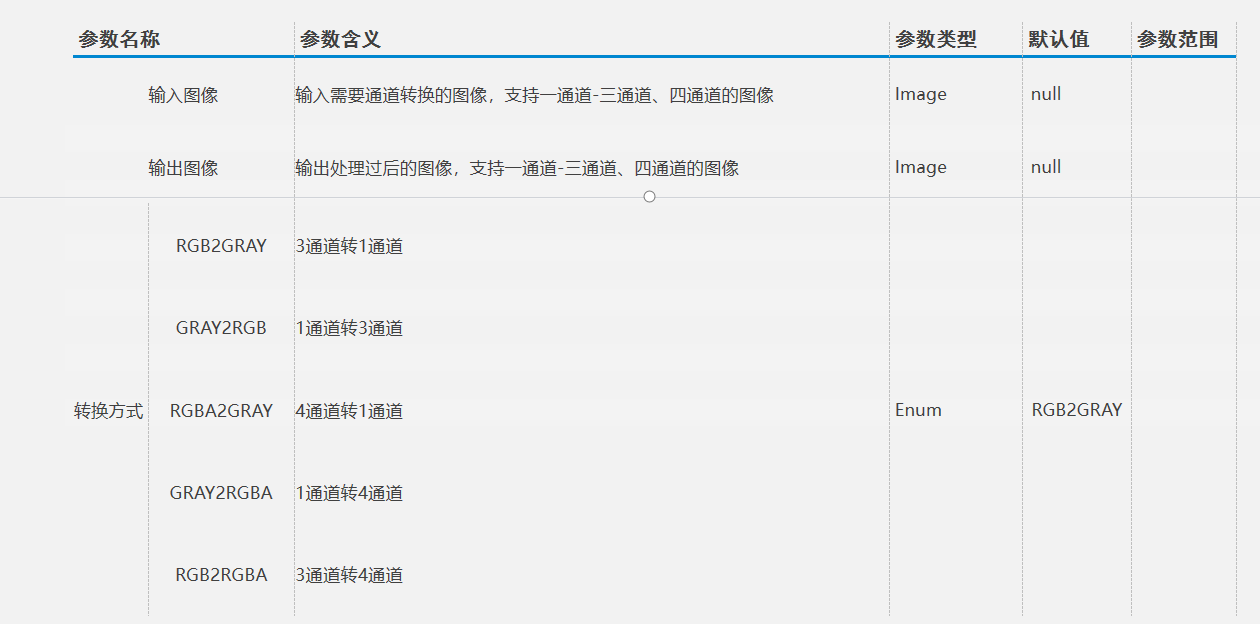 参数名称 参数含义 参数类型 默认值 参数范围
输入图像 输入需要通道转换的图像，支持一通道-三通道、四通道的图像 Image null
输出图像 输出处理过后的图像，支持一通道-三通道、四通道的图像 Image null
RGB2GRAY 3通道转1通道
GRAY2RGB 1通道转3通道
转换方式 RGBA2GRAY 4通道转1通道 Enum RGB2GRAY
GRAY2RGBA 1通道转4通道
RGB2RGBA 3通道转4通道